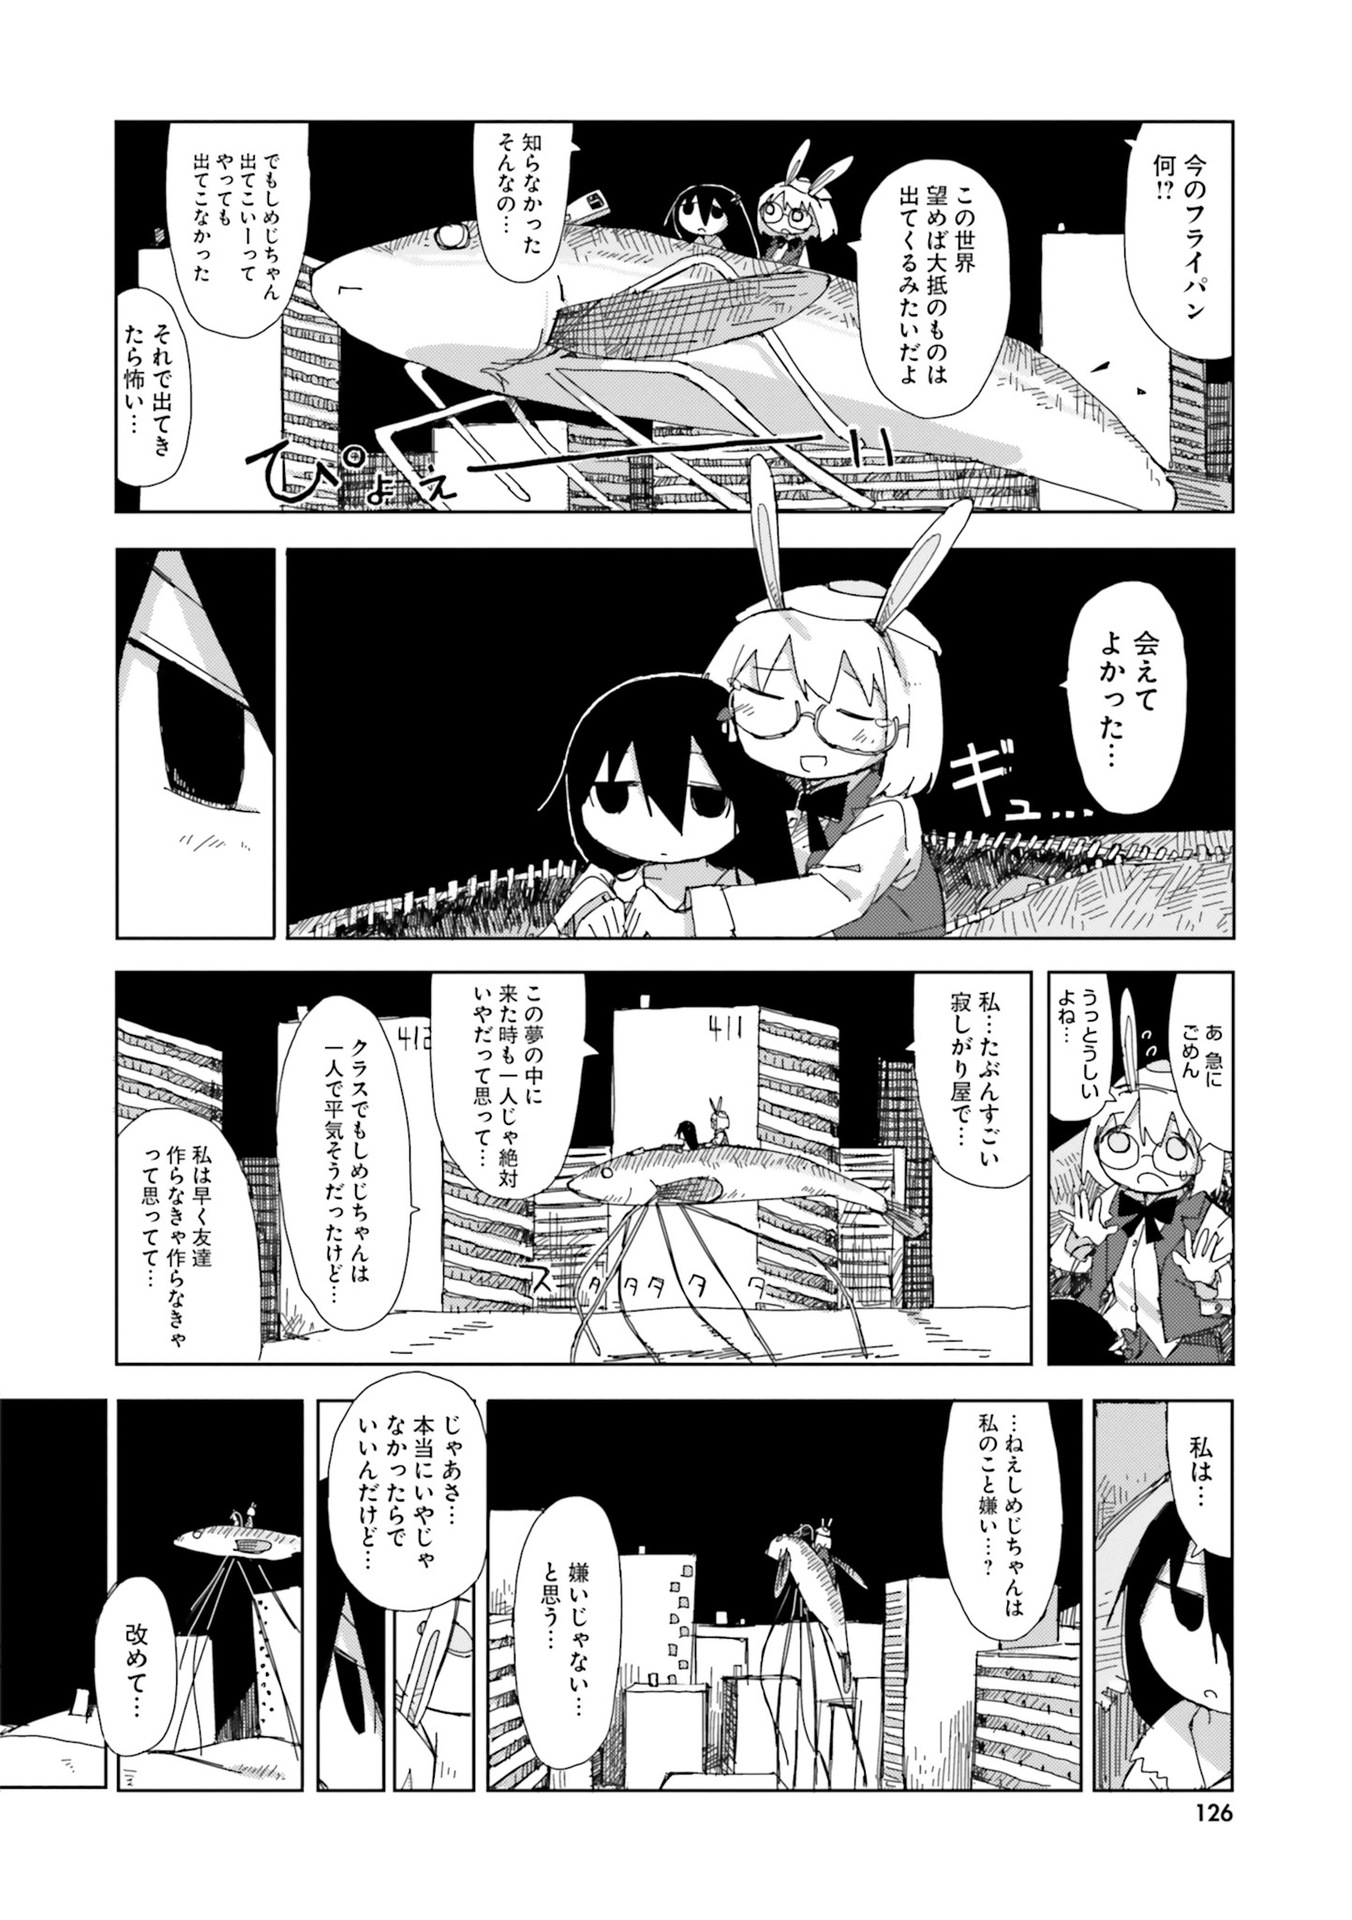 今のフライパン
何!?
この世界
望めば大抵のものは
出てくるみたいだよ
知らなかった
そんなの…
でもしめじちゃん
出てこいーって
やっても
出てこなかった
それで出てき
たら怖い…
ぴょえーーー!!
会えて
よかった…
ギュ…
あ 急に
ごめん
うっとうしい
よね…
私…たぶんすごい
寂しがり屋で…
411
412
この夢の中に
来た時も一人じゃ絶対
いやだって思って…
クラスでもしめじちゃんは
一人で平気そうだったけど…
私は早く友達
作らなきゃ作らなきゃ
って思ってて…
スタタタタ
私は…
…ねえしめじちゃんは
私のこと嫌い…?
嫌いじゃない…
と思う…
じゃあさ…
本当にいやじゃ
なかったらで
いいんだけど…
改めて…
126